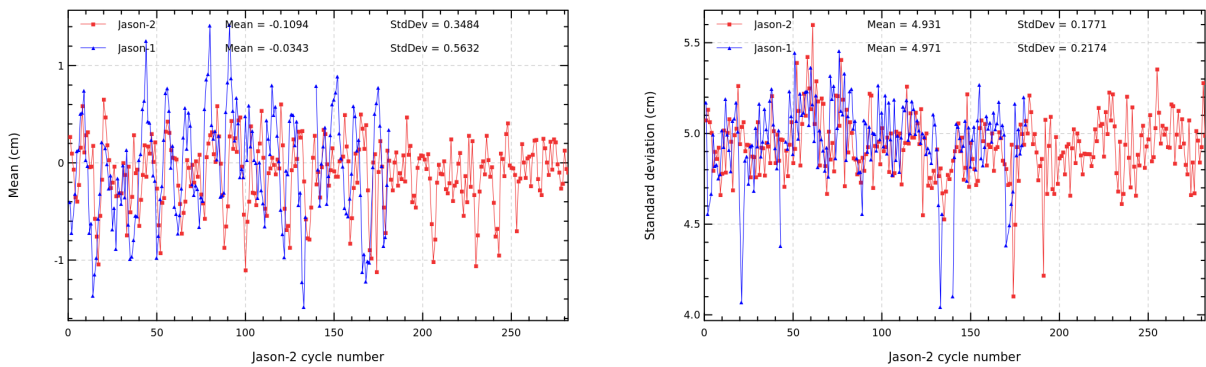 Jason-2 Mean = -0.1094 StdDev = 0.3484
Jason-1 Mean = -0.0343 StdDev = 0.5632
1
0
-1
Mean (cm)
0 50 100 150 200 250
Jason-2 cycle number
Jason-2 Mean = 4.931 StdDev = 0.1771
Jason-1 Mean = 4.971 StdDev = 0.2174
5.5
5.0
4.5
4.0
Standard deviation (cm)
0 50 100 150 200 250
Jason-2 cycle number